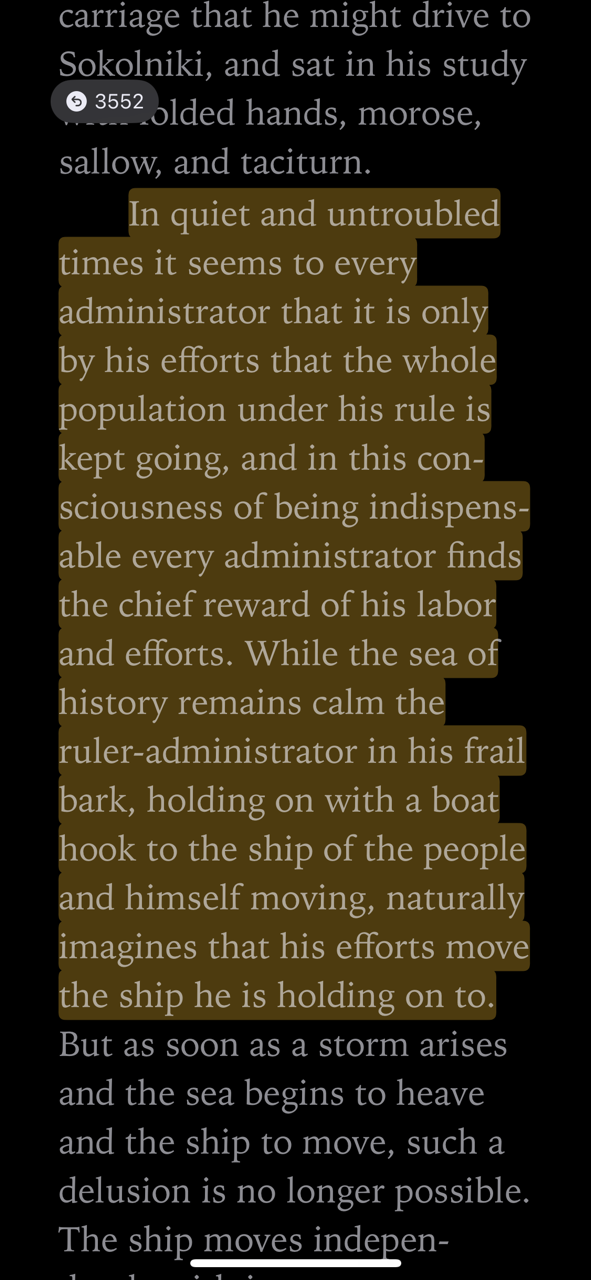 carriage that he might drive to
Sokolniki, and sat in his study
3552
folded hands, morose,
sallow, and taciturn.
In quiet and untroubled
times it seems to every
administrator that it is only
by his efforts that the whole
population under his rule is
kept going, and in this con-
sciousness of being indispens-
able every administrator finds
the chief reward of his labor
and efforts. While the sea of
history remains calm the
ruler-administrator in his frail
bark, holding on with a boat
hook to the ship of the people
and himself moving, naturally
imagines that his efforts move
the ship he is holding on to.
But as soon as a storm arises
and the sea begins to heave
and the ship to move, such a
delusion is no longer possible.
The ship moves indepen-